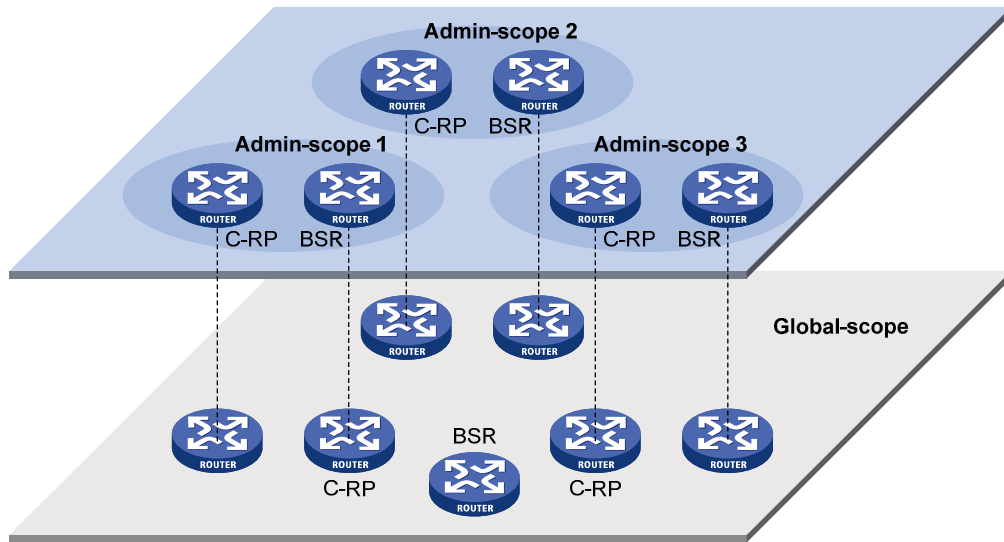 Admin-scope 2
ROUTER ROUTER
C-RP BSR
Admin-scope 1 Admin-scope 3
ROUTER ROUTER ROUTER ROUTER
C-RP BSR C-RP BSR
ROUTER ROUTER
Global-scope
ROUTER ROUTER BSR ROUTER ROUTER
C-RP ROUTER C-RP